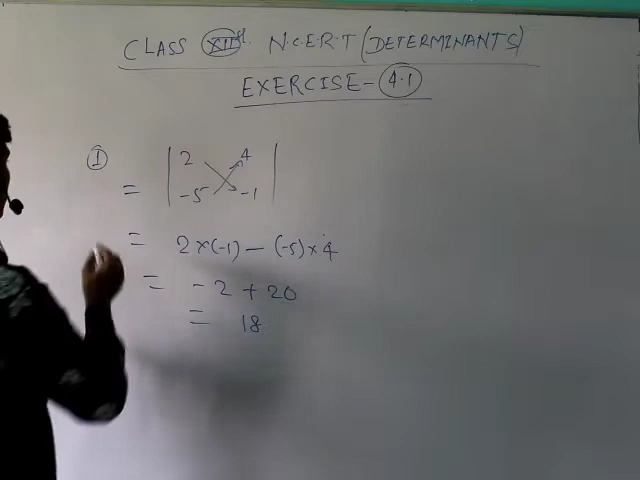 CLASS XIIth N.C.E.R.T (DETERMINANTS)
EXERCISE-4.1
① | 2 4 |
= | -5 -1 |
= 2×(-1) - (-5)×4
= -2 + 20
= 18